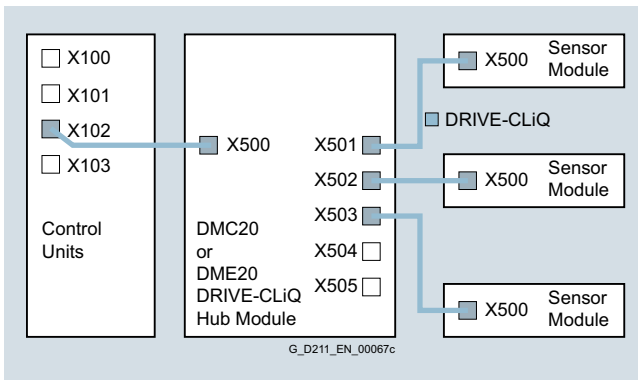 X100
X101
X102
X103
Control
Units
X500
X501
X502
X503
X504
X505
DMC20
or
DME20
DRIVE-CLiQ
Hub Module
X500
Sensor
Module
DRIVE-CLiQ
X500
Sensor
Module
X500
Sensor
Module
G_D211_EN_00067c